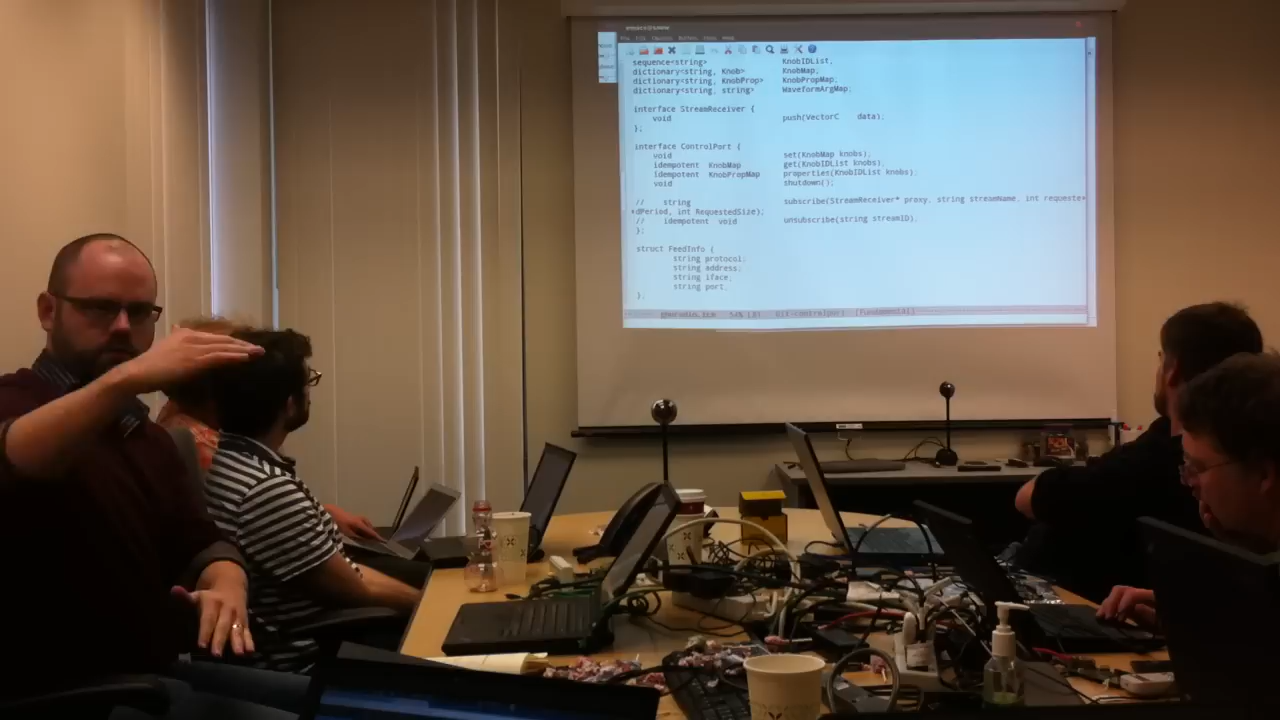 sequence<string> KnobIDList;
dictionary<string, Knob> KnobMap;
dictionary<string, KnobProp> KnobPropMap;
dictionary<string, string> WaveformArgMap;
interface StreamReceiver {
void push(VectorC data);
};
interface ControlPort {
void set(KnobMap knobs);
idempotent KnobMap get(KnobIDList knobs);
idempotent KnobPropMap properties(KnobIDList knobs);
void shutdown();
// string subscribe(StreamReceiver* proxy, string streamName, int requeste
dPeriod, int RequestedSize);
// idempotent void unsubscribe(string streamID);
};
struct FeedInfo {
string protocol;
string address;
string iface;
string port;
};